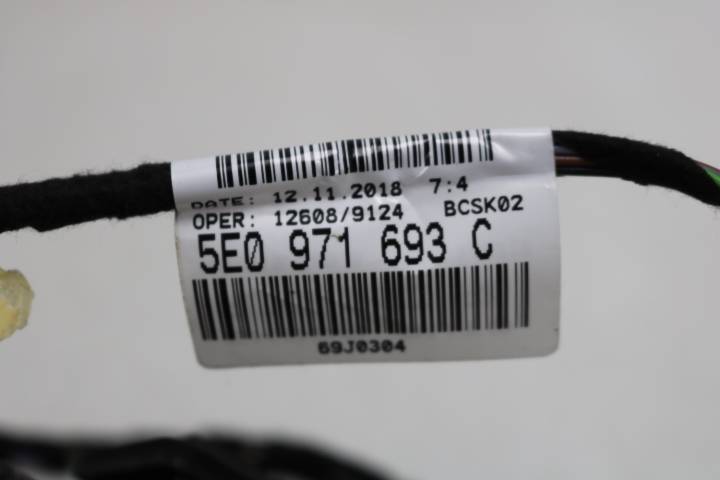 DATE: 12.11.2018 7:4
OPER: 12608/9124 BCSK02
5E0 971 693 C
69J0304